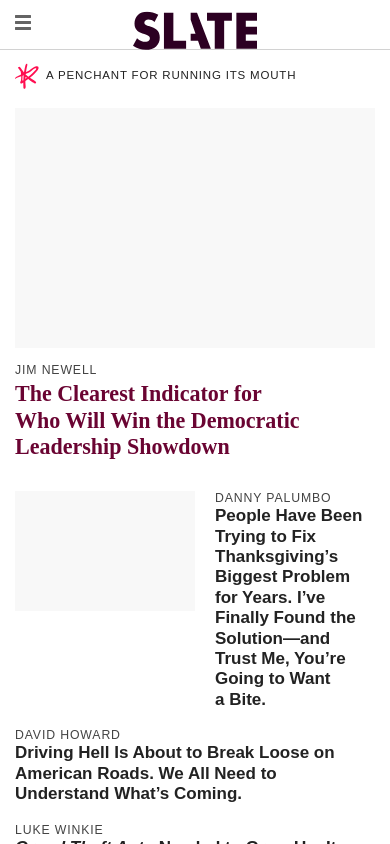 SLATE
A PENCHANT FOR RUNNING ITS MOUTH
JIM NEWELL
The Clearest Indicator for
Who Will Win the Democratic
Leadership Showdown
DANNY PALUMBO
People Have Been
Trying to Fix
Thanksgiving’s
Biggest Problem
for Years. I’ve
Finally Found the
Solution—and
Trust Me, You’re
Going to Want
a Bite.
DAVID HOWARD
Driving Hell Is About to Break Loose on
American Roads. We All Need to
Understand What’s Coming.
LUKE WINKIE